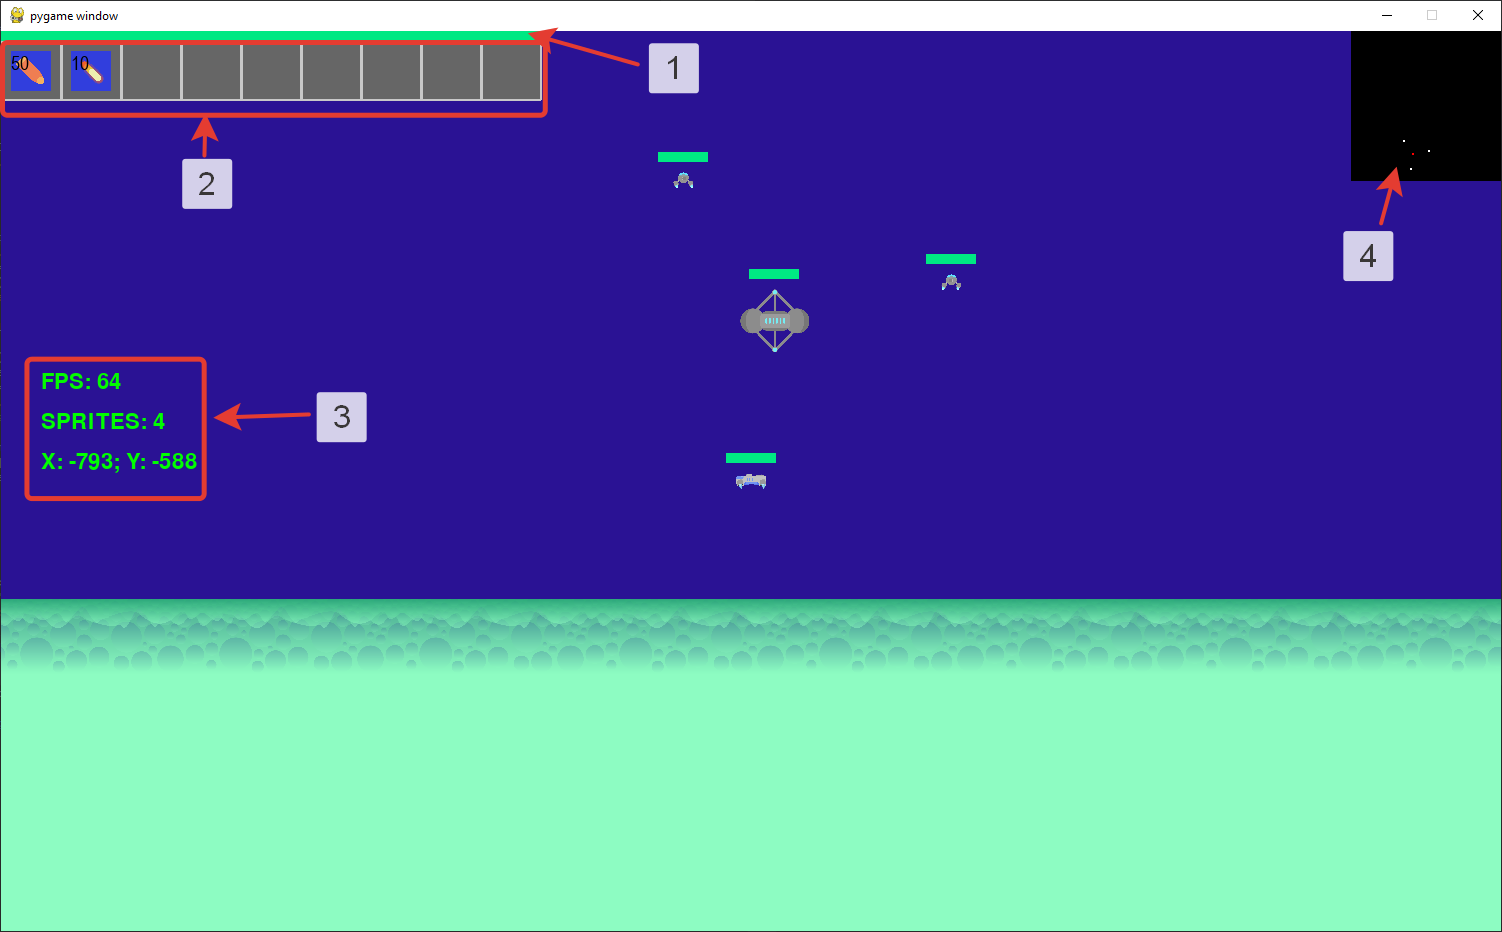 pygame window
50 10
1
2
3
4
FPS: 64
SPRITES: 4
X: -793; Y: -588